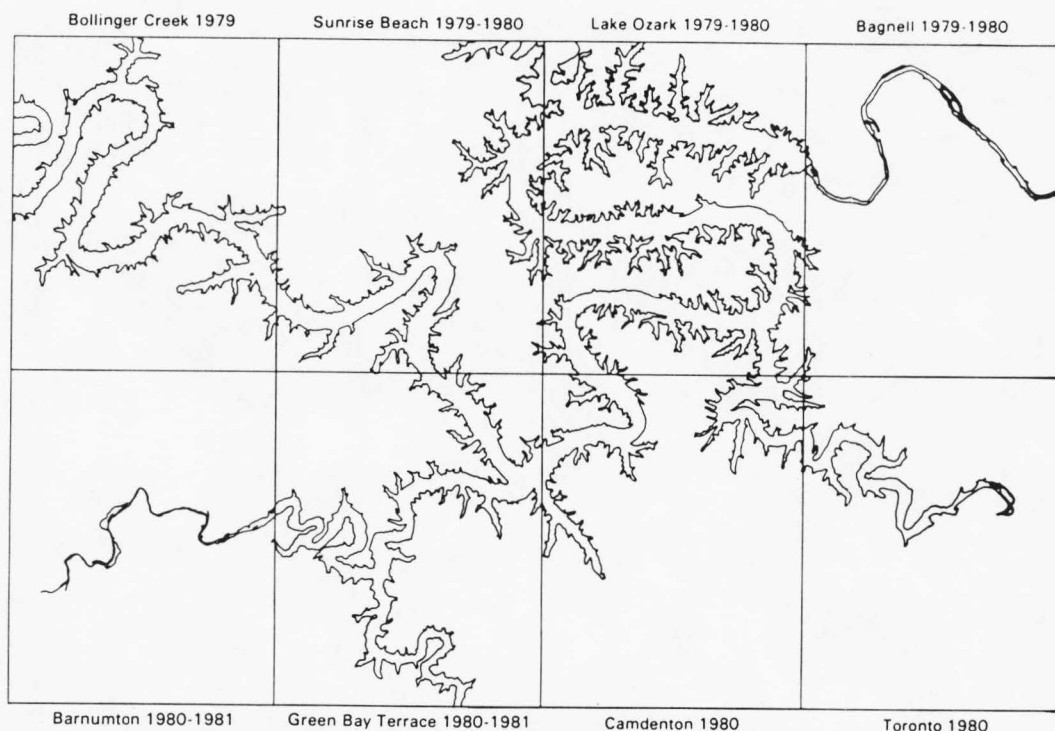 Bollinger Creek 1979
Sunrise Beach 1979-1980
Lake Ozark 1979-1980
Bagnell 1979-1980
Barnumton 1980-1981
Green Bay Terrace 1980-1981
Camdenton 1980
Toronto 1980